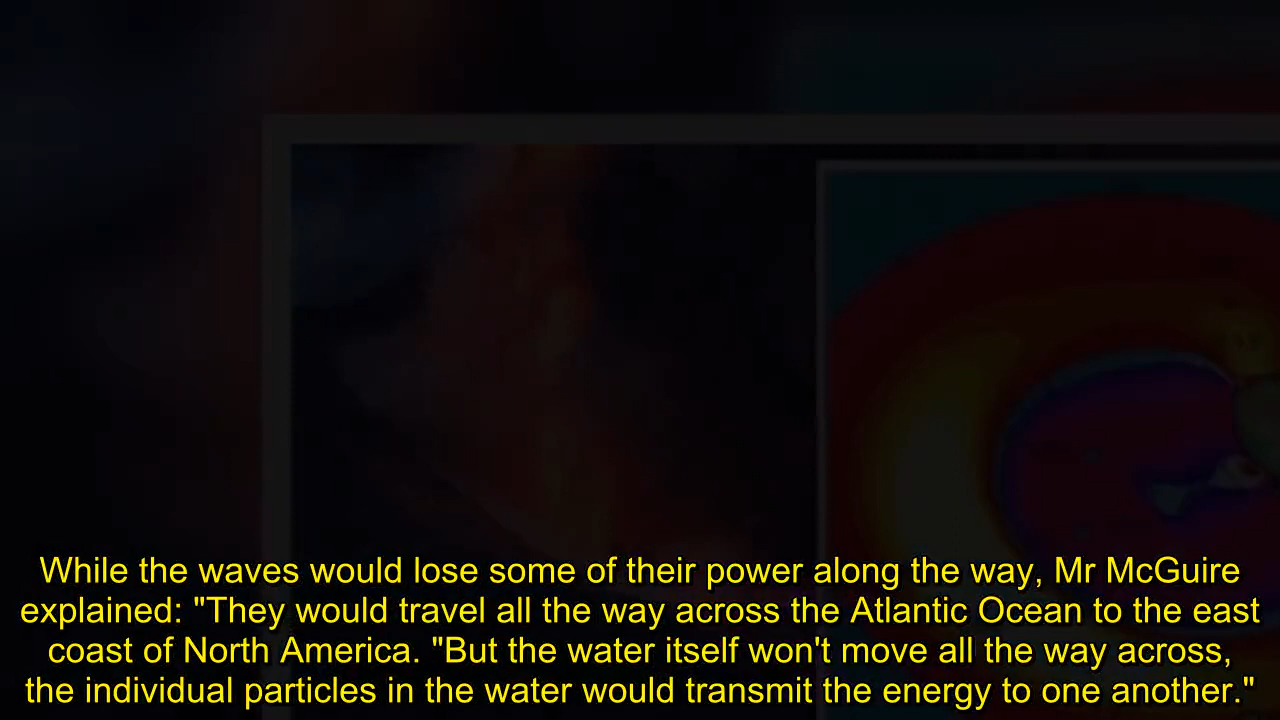 While the waves would lose some of their power along the way, Mr McGuire
explained: "They would travel all the way across the Atlantic Ocean to the east
coast of North America. "But the water itself won't move all the way across,
the individual particles in the water would transmit the energy to one another."